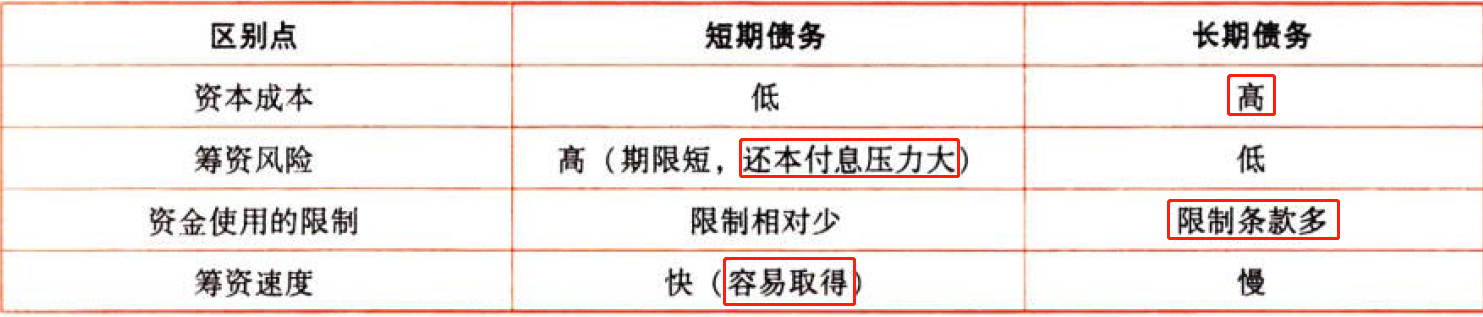 区别点 短期债务 长期债务
资本成本 低 高
筹资风险 高（期限短，还本付息压力大） 低
资金使用的限制 限制相对少 限制条款多
筹资速度 快（容易取得） 慢